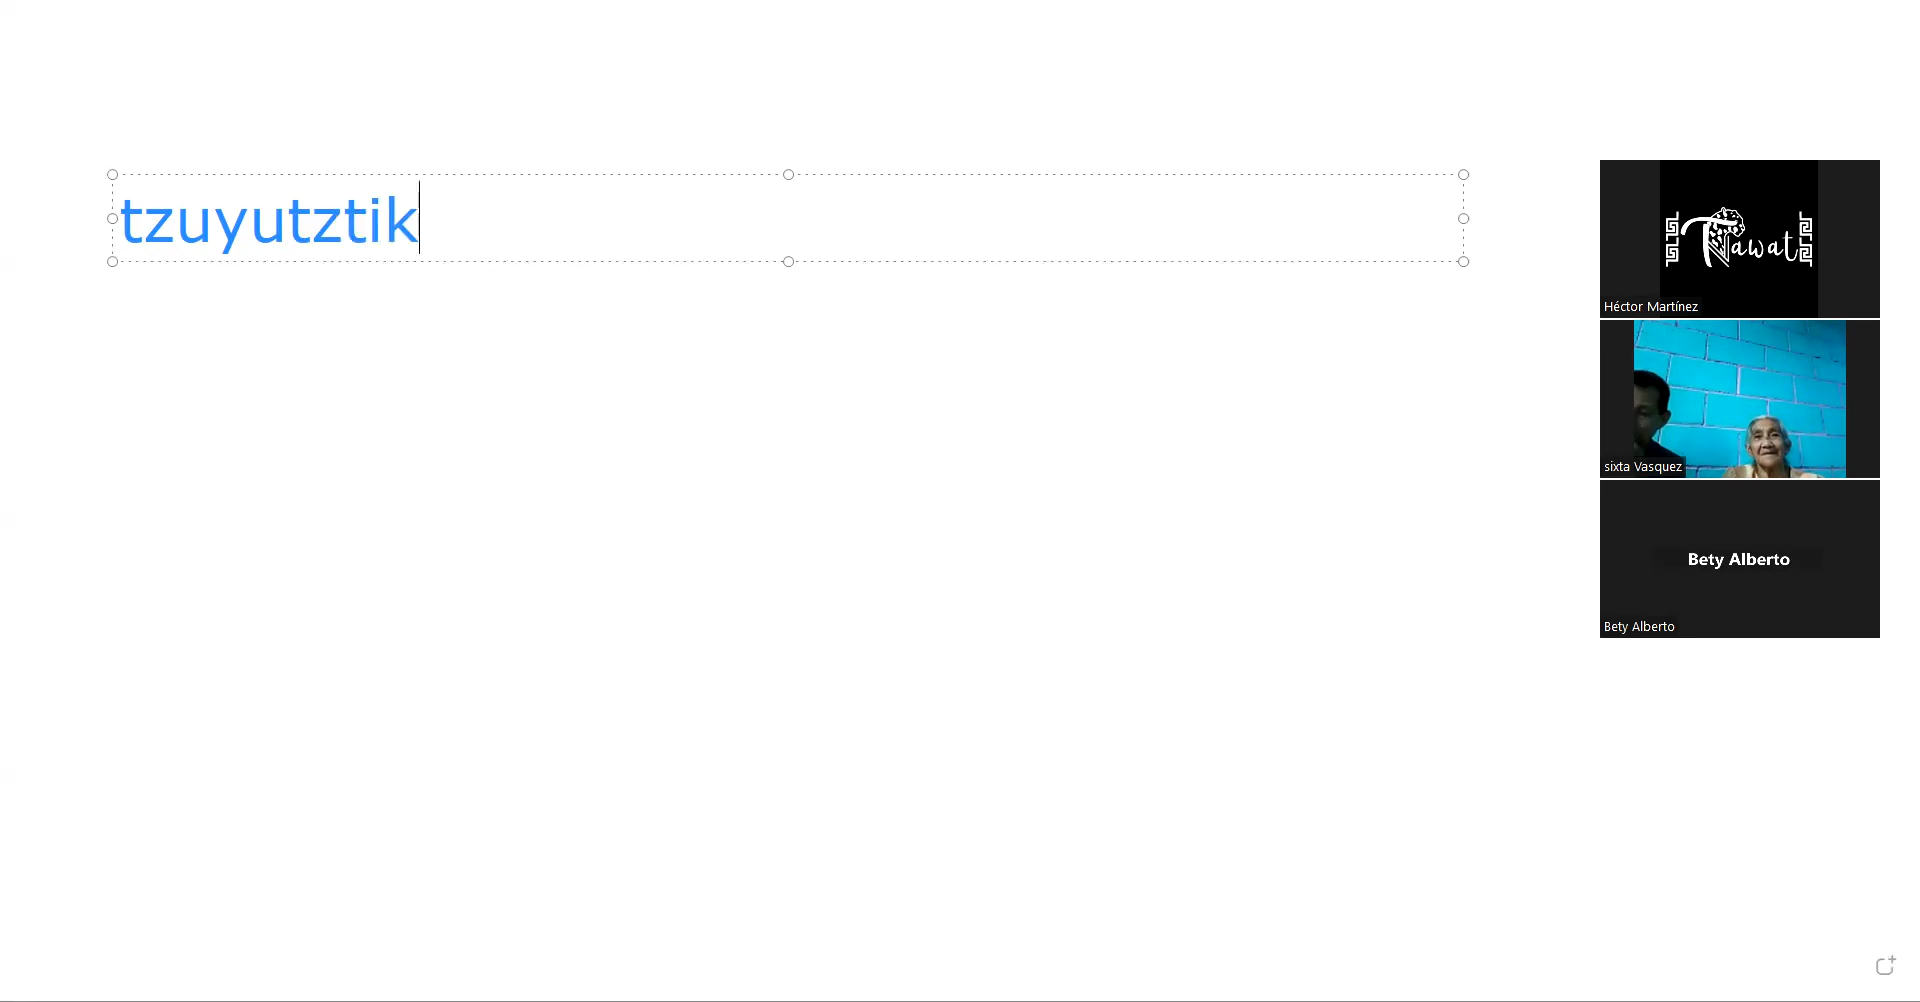 tzuyutztik
Nawat
Héctor Martínez
sixta Vasquez
Bety Alberto
Bety Alberto